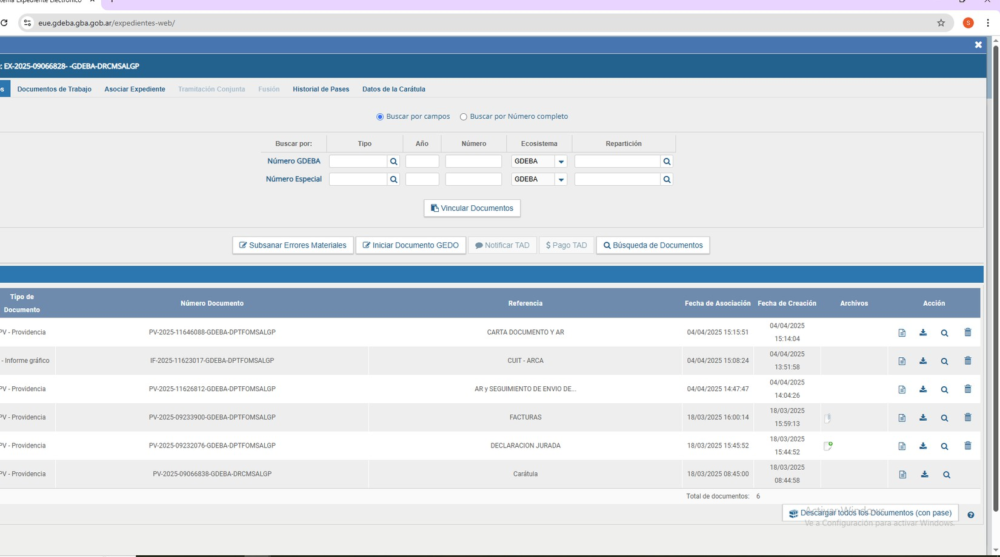 eue.gdeba.gba.gob.ar/expedientes-web/
S
: EX-2025-09066828- -GDEBA-DRCMSALGP
Documentos de Trabajo Asociar Expediente Tramitación Conjunta Fusión Historial de Pases Datos de la Carátula
Buscar por campos Buscar por Número completo
Buscar por: Tipo Año Número Ecosistema Repartición
Número GDEBA GDEBA
Número Especial GDEBA
Vincular Documentos
Subsanar Errores Materiales Iniciar Documento GEDO Notificar TAD $ Pago TAD Búsqueda de Documentos
Tipo de Documento Número Documento Referencia Fecha de Asociación Fecha de Creación Archivos Acción
PV - Providencia PV-2025-11646088-GDEBA-DPTFOMSALGP CARTA DOCUMENTO Y AR 04/04/2025 15:15:51 04/04/2025 15:14:04
- Informe gráfico IF-2025-11623017-GDEBA-DPTFOMSALGP CUIT - ARCA 04/04/2025 15:08:24 04/04/2025 13:51:58
PV - Providencia PV-2025-11626812-GDEBA-DPTFOMSALGP AR y SEGUIMIENTO DE ENVIO DE... 04/04/2025 14:47:47 04/04/2025 14:04:26
PV - Providencia PV-2025-09233900-GDEBA-DPTFOMSALGP FACTURAS 18/03/2025 16:00:14 18/03/2025 15:59:13
PV - Providencia PV-2025-09232076-GDEBA-DPTFOMSALGP DECLARACION JURADA 18/03/2025 15:45:52 18/03/2025 15:44:52
PV - Providencia PV-2025-09066838-GDEBA-DRCMSALGP Carátula 18/03/2025 08:45:00 18/03/2025 08:44:58
Total de documentos: 6
Activar Windows
Descargar todos los Documentos (con pase)
Ve a Configuración para activar Windows.